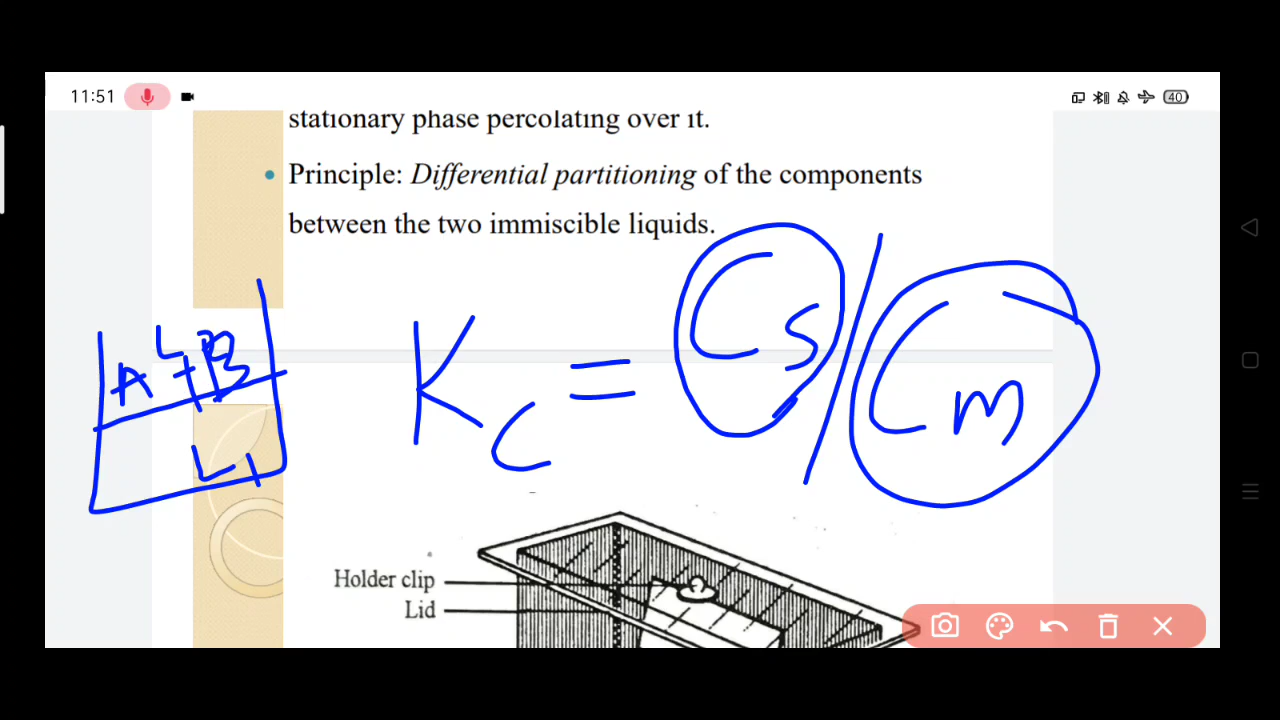 11:51 40
stationary phase percolating over it.
Principle: Differential partitioning of the components
between the two immiscible liquids.
Kc = Cs / Cm
A + B
L1
Holder clip
Lid